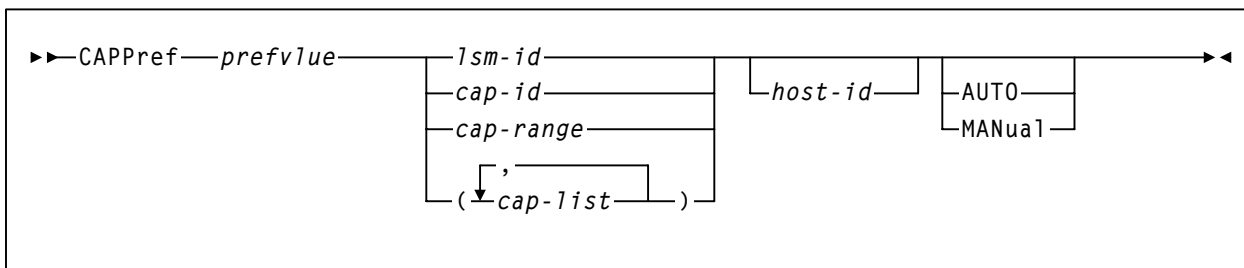 CAPPref prefvlue lsm-id
cap-id host-id AUTO
cap-range MANual
,
( cap-list )